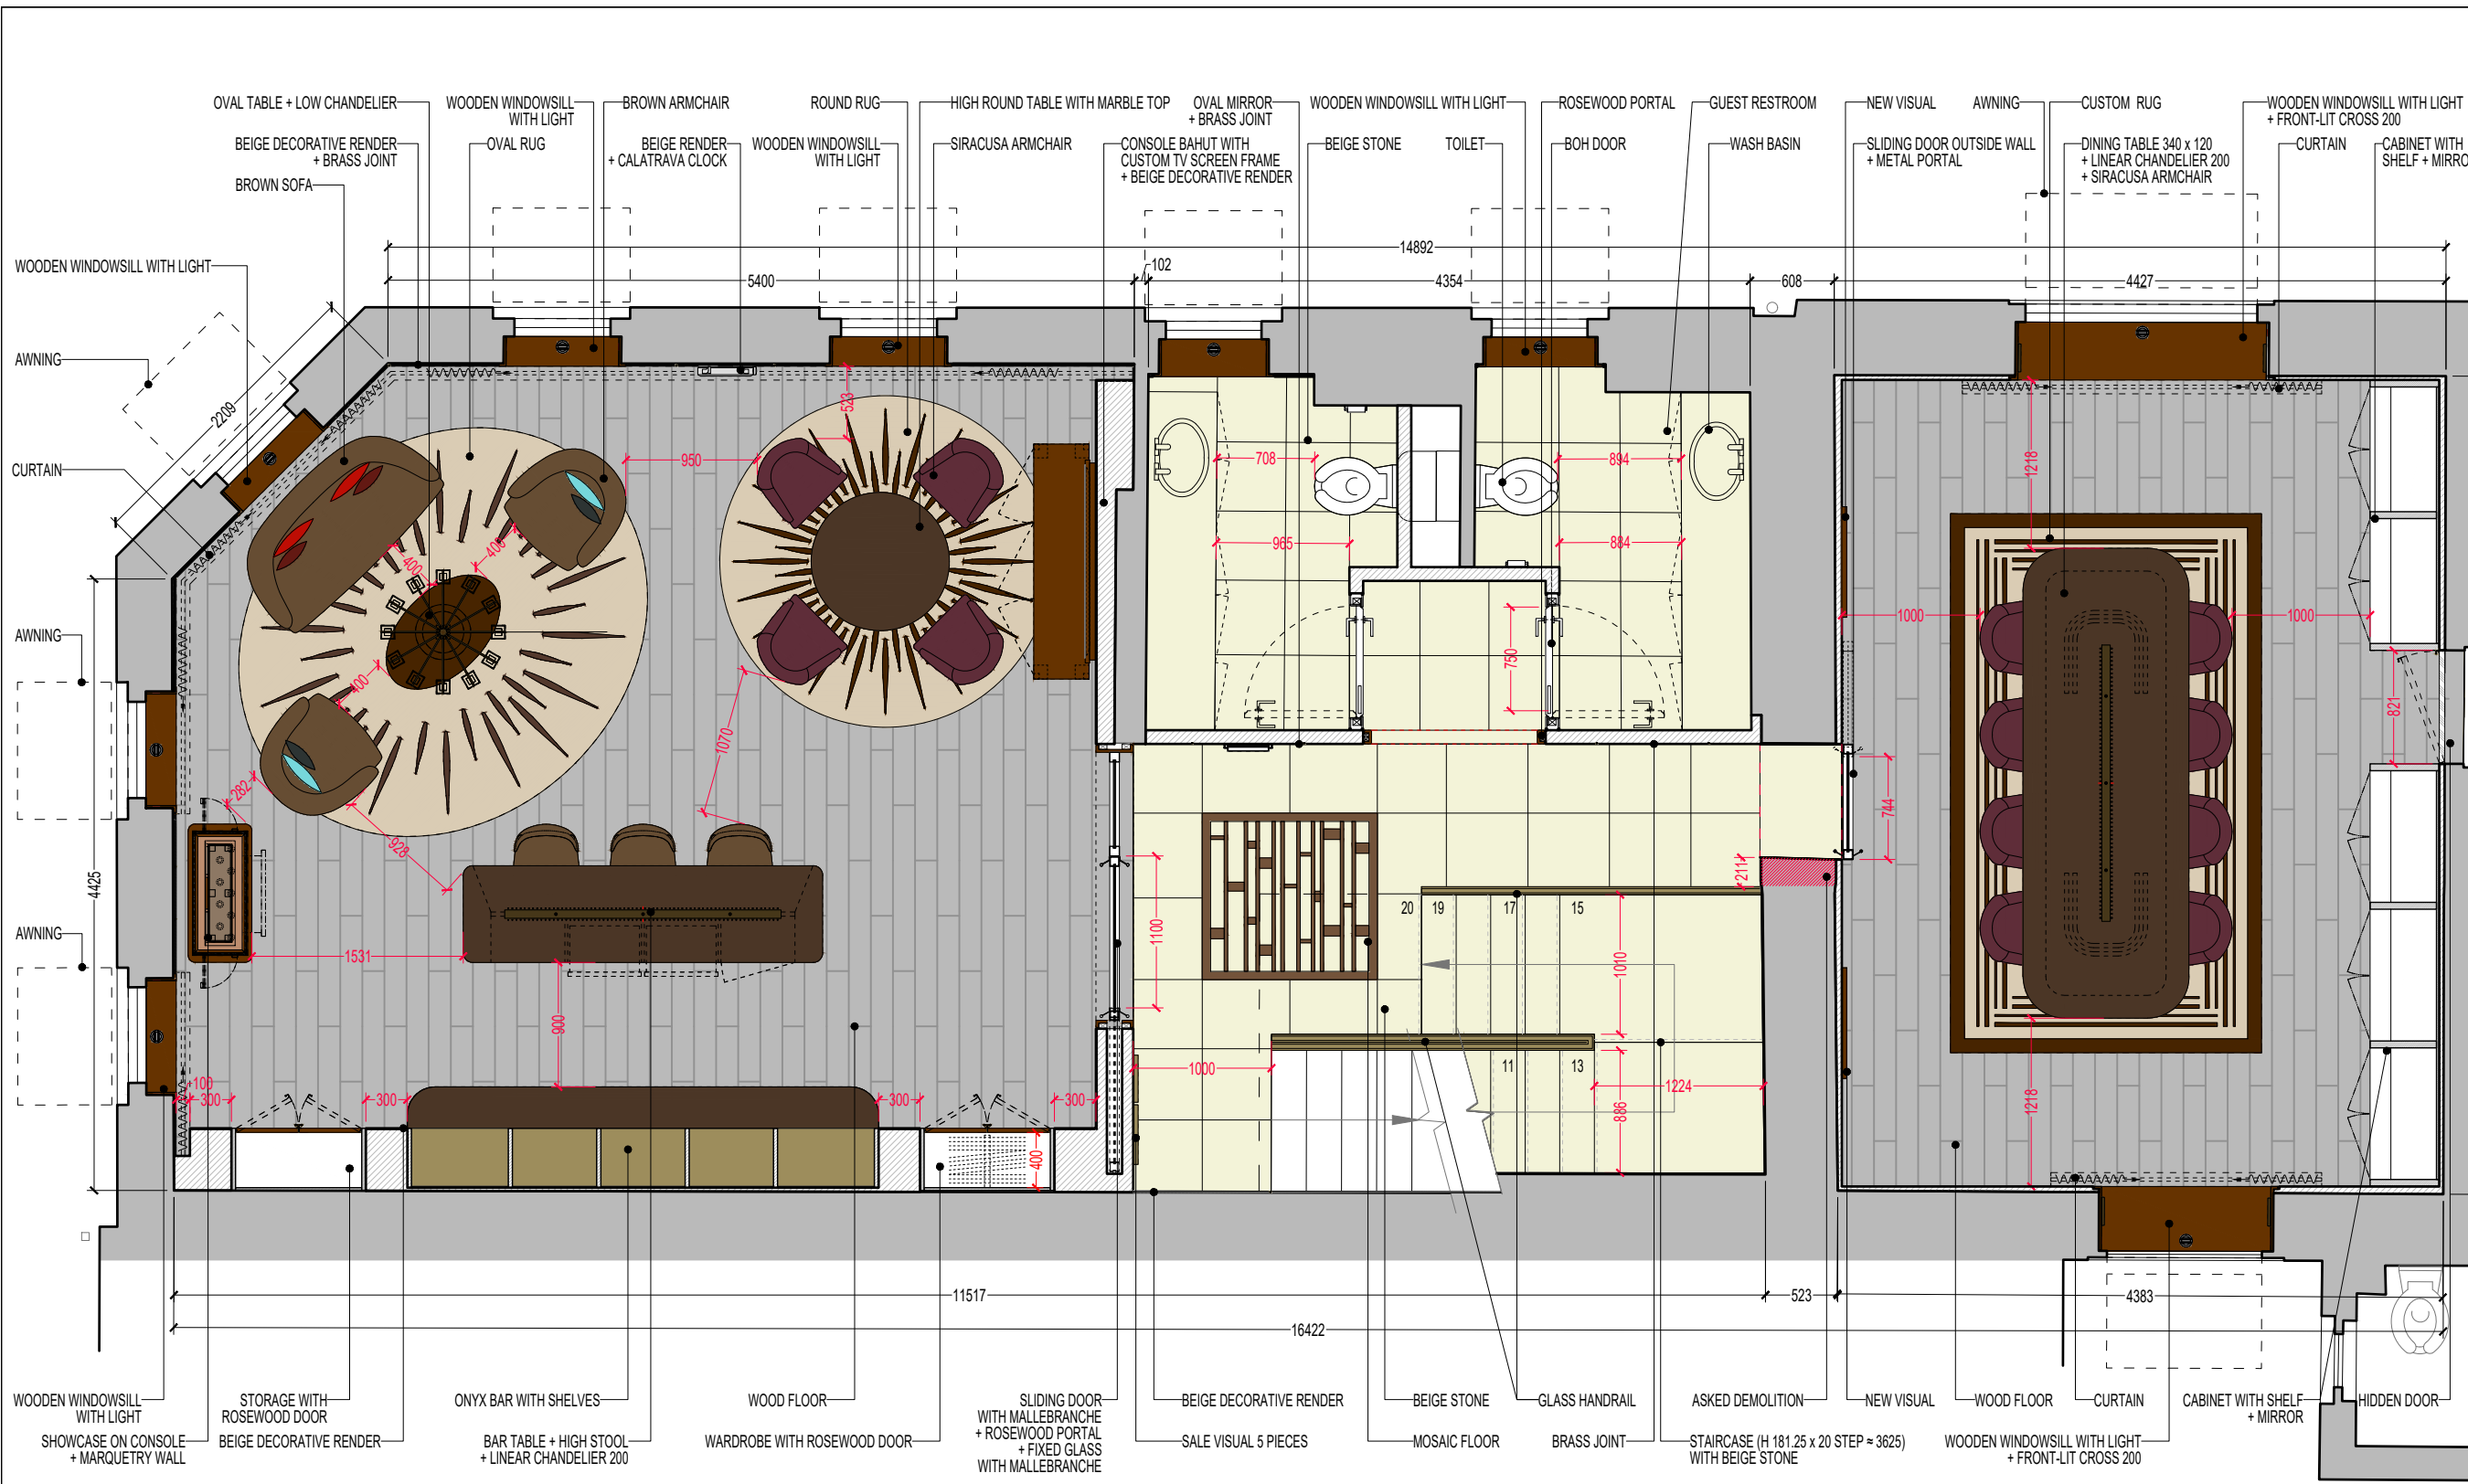 OVAL TABLE + LOW CHANDELIER
WOODEN WINDOWSILL
WITH LIGHT
BROWN ARMCHAIR
ROUND RUG
HIGH ROUND TABLE WITH MARBLE TOP
OVAL MIRROR
+ BRASS JOINT
WOODEN WINDOWSILL WITH LIGHT
ROSEWOOD PORTAL
GUEST RESTROOM
NEW VISUAL
AWNING
CUSTOM RUG
WOODEN WINDOWSILL WITH LIGHT
+ FRONT-LIT CROSS 200
BEIGE DECORATIVE RENDER
+ BRASS JOINT
OVAL RUG
BEIGE RENDER
+ CALATRAVA CLOCK
WOODEN WINDOWSILL
WITH LIGHT
SIRACUSA ARMCHAIR
CONSOLE BAHUT WITH
CUSTOM TV SCREEN FRAME
+ BEIGE DECORATIVE RENDER
BEIGE STONE
TOILET
BOH DOOR
WASH BASIN
SLIDING DOOR OUTSIDE WALL
+ METAL PORTAL
DINING TABLE 340 x 120
+ LINEAR CHANDELIER 200
+ SIRACUSA ARMCHAIR
CURTAIN
CABINET WITH
SHELF + MIRRO
BROWN SOFA
14892
WOODEN WINDOWSILL WITH LIGHT
102
5400
4354
608
4427
AWNING
2209
523
CURTAIN
950
708
894
1218
400
400
965
884
1000
1000
AWNING
750
400
821
1070
282
744
928
211
4425
20
19
17
15
AWNING
1531
1100
1010
900
11
13
1000
1224
100
300
300
300
300
886
1218
400
11517
523
4383
16422
WOODEN WINDOWSILL
WITH LIGHT
STORAGE WITH
ROSEWOOD DOOR
ONYX BAR WITH SHELVES
WOOD FLOOR
SLIDING DOOR
WITH MALLEBRANCHE
+ ROSEWOOD PORTAL
+ FIXED GLASS
WITH MALLEBRANCHE
BEIGE DECORATIVE RENDER
BEIGE STONE
GLASS HANDRAIL
ASKED DEMOLITION
NEW VISUAL
WOOD FLOOR
CURTAIN
CABINET WITH SHELF
+ MIRROR
HIDDEN DOOR
SHOWCASE ON CONSOLE
+ MARQUETRY WALL
BEIGE DECORATIVE RENDER
BAR TABLE + HIGH STOOL
+ LINEAR CHANDELIER 200
WARDROBE WITH ROSEWOOD DOOR
SALE VISUAL 5 PIECES
MOSAIC FLOOR
BRASS JOINT
STAIRCASE (H 181.25 x 20 STEP ≈ 3625)
WITH BEIGE STONE
WOODEN WINDOWSILL WITH LIGHT
+ FRONT-LIT CROSS 200